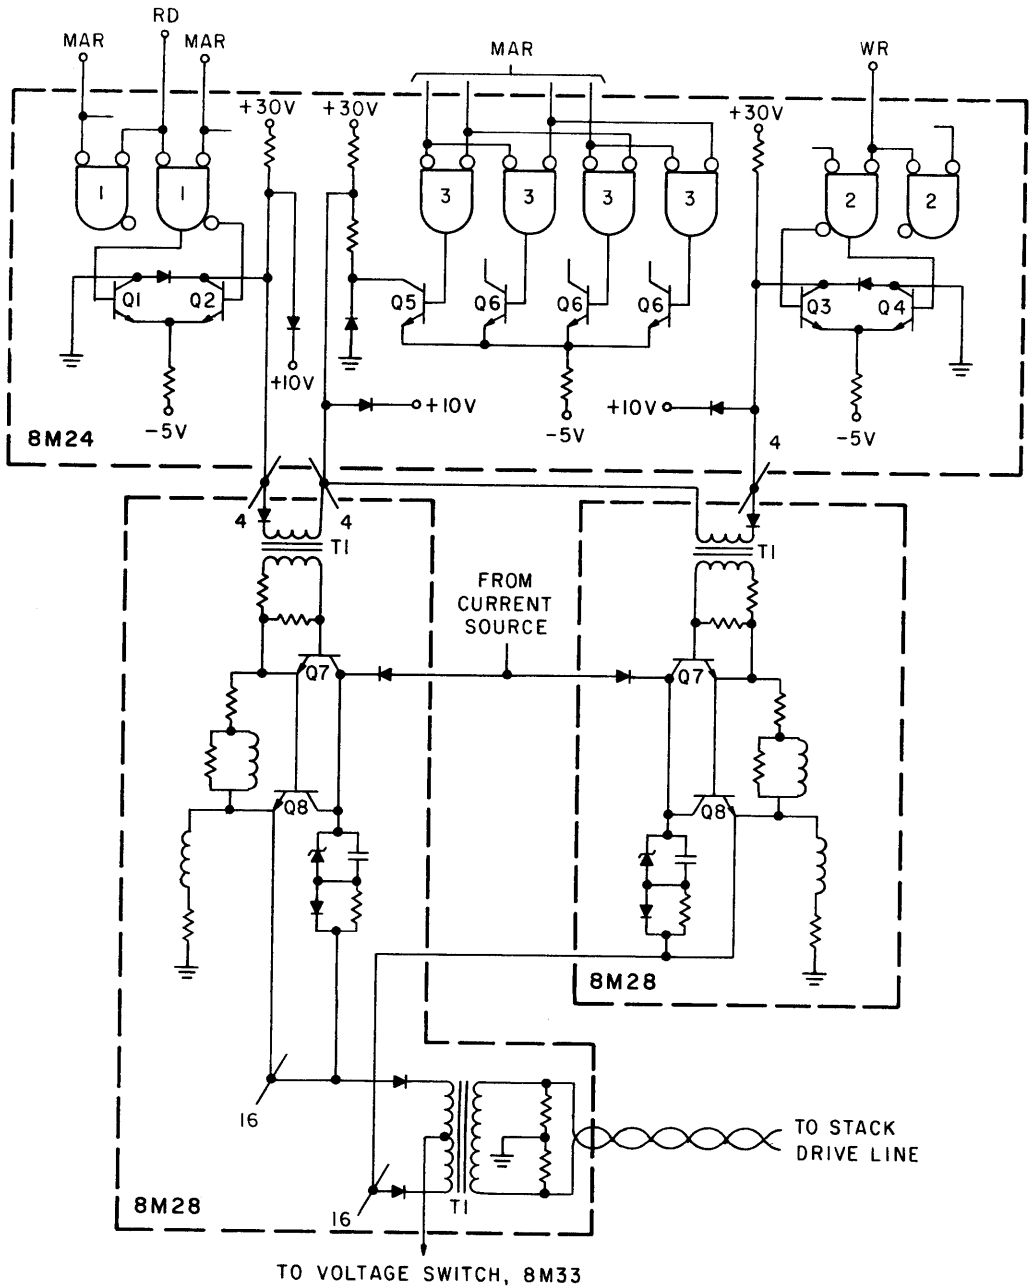 RD
MAR
MAR
MAR
WR
+30V
+30V
+30V
1
1
3
3
3
3
2
2
Q1
Q2
Q5
Q6
Q6
Q6
Q3
Q4
+10V
+10V
+10V
-5V
-5V
-5V
8M24
4
4
4
T1
T1
FROM
CURRENT
SOURCE
Q7
Q7
Q8
Q8
8M28
16
16
T1
8M28
TO STACK
DRIVE LINE
TO VOLTAGE SWITCH, 8M33